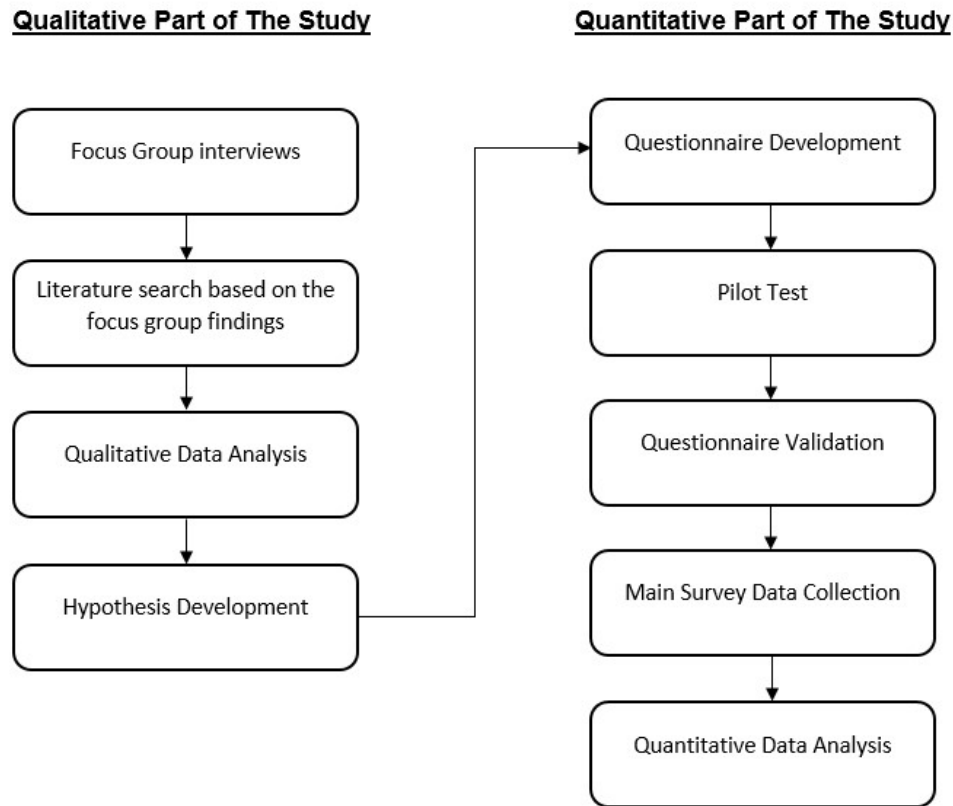 Qualitative Part of The Study
Focus Group interviews
Literature search based on the
focus group findings
Qualitative Data Analysis
Hypothesis Development
Quantitative Part of The Study
Questionnaire Development
Pilot Test
Questionnaire Validation
Main Survey Data Collection
Quantitative Data Analysis